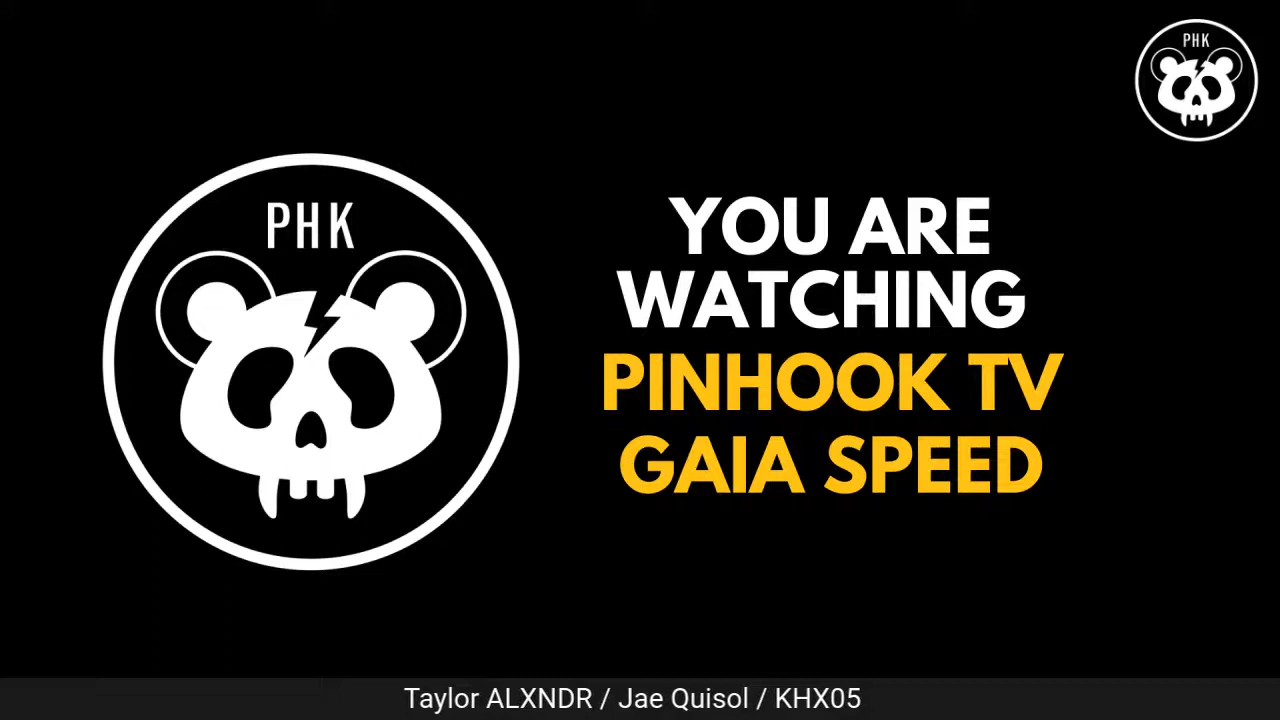 PHK
PHK
YOU ARE
WATCHING
PINHOOK TV
GAIA SPEED
Taylor ALXNDR / Jae Quisol / KHX05